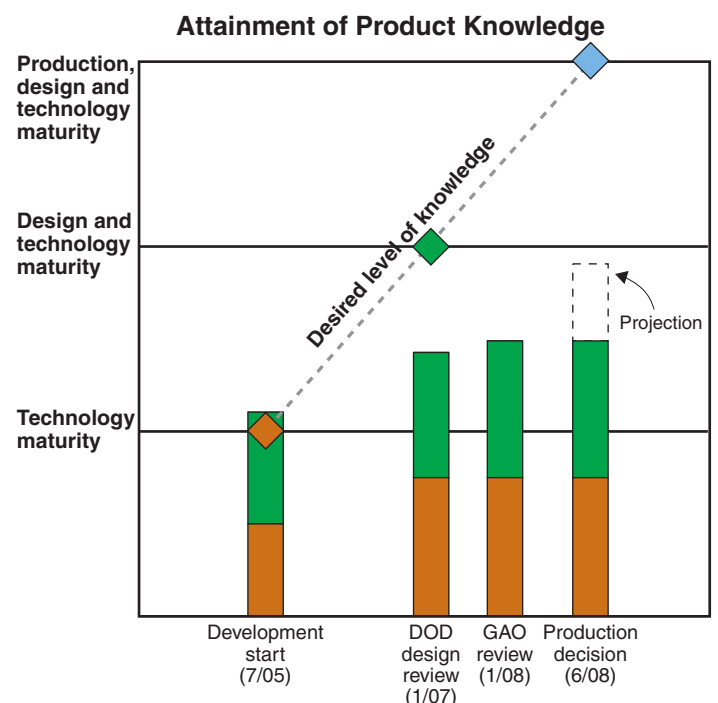 Attainment of Product Knowledge
Production,
design and
technology
maturity
Design and
technology
maturity
Technology
maturity
Desired level of knowledge
Projection
Development
start
(7/05)
DOD
design
review
(1/07)
GAO
review
(1/08)
Production
decision
(6/08)